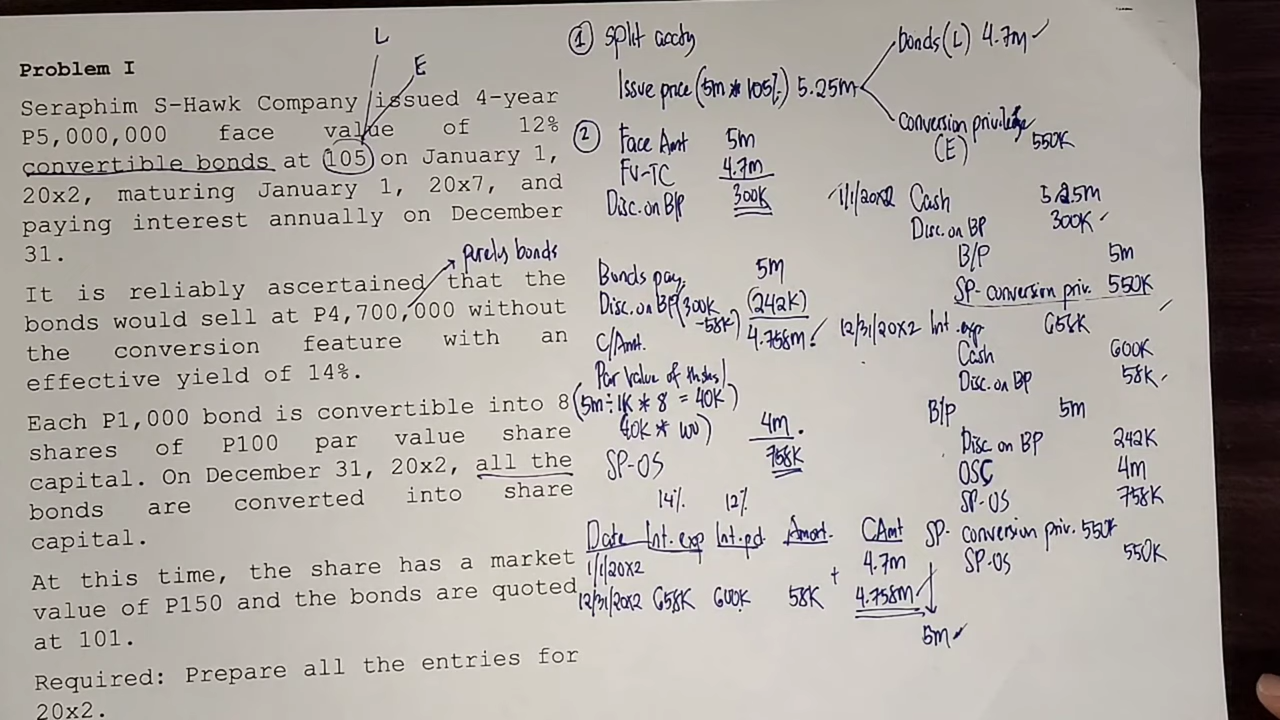 Problem I
L
E
Seraphim S-Hawk Company issued 4-year
P5,000,000 face value of 12%
convertible bonds at 105 on January 1,
20x2, maturing January 1, 20x7, and
paying interest annually on December
31.
purely bonds
It is reliably ascertained that the
bonds would sell at P4,700,000 without
the conversion feature with an
effective yield of 14%.
Each P1,000 bond is convertible into 8
shares of P100 par value share
capital. On December 31, 20x2, all the
bonds are converted into share
capital.
At this time, the share has a market
value of P150 and the bonds are quoted
at 101.
Required: Prepare all the entries for
20x2.
① Split acctg
Issue price (5m * 105%) 5.25m
bonds (L) 4.7m ✓
conversion privilege
(E) 550K
② Face Amt 5m
FV-TC 4.7m
Disc. on B/P 300K
Bonds pay. 5m
Disc. on BP (300K
-58K) (242K)
C/Amt. 4.758m ✓
Par value of
(5m ÷ 1K * 8 = 40K)
40K * 100) 4m
SP-OS 758K
14% 12%
Date Int. exp Int. pd. Amort. CAmt
1/1/20x2 4.7m
12/31/20x2 658K 600K 58K + 4.758m
5m ✓
1/1/20x2 Cash 5.25m
Disc. on BP 300K ✓
B/P 5m
SP- conversion priv. 550K
12/31/20x2 Int. exp 658K
Cash 600K
Disc. on BP 58K ✓
B/P 5m
Disc on BP 242K
OSC 4m
SP-OS 758K
SP- conversion priv. 550K
SP-OS 550K